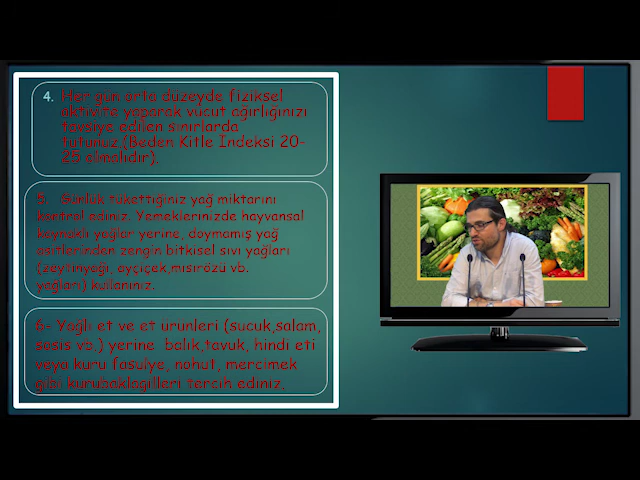 4. Her gün orta düzeyde fiziksel
aktivite yaparak vücut ağırlığınızı
tavsiye edilen sınırlarda
tutunuz.(Beden Kitle İndeksi 20-
25 olmalıdır).
5. Günlük tükettiğiniz yağ miktarını
kontrol ediniz. Yemeklerinizde hayvansal
kaynaklı yağlar yerine, doymamış yağ
asitlerinden zengin bitkisel sıvı yağları
(zeytinyağı, ayçiçek,mısırözü vb.
yağları) kullanınız.
6- Yağlı et ve et ürünleri (sucuk,salam,
sosis vb.) yerine balık,tavuk, hindi eti
veya kuru fasulye, nohut, mercimek
gibi kurubaklagilleri tercih ediniz.